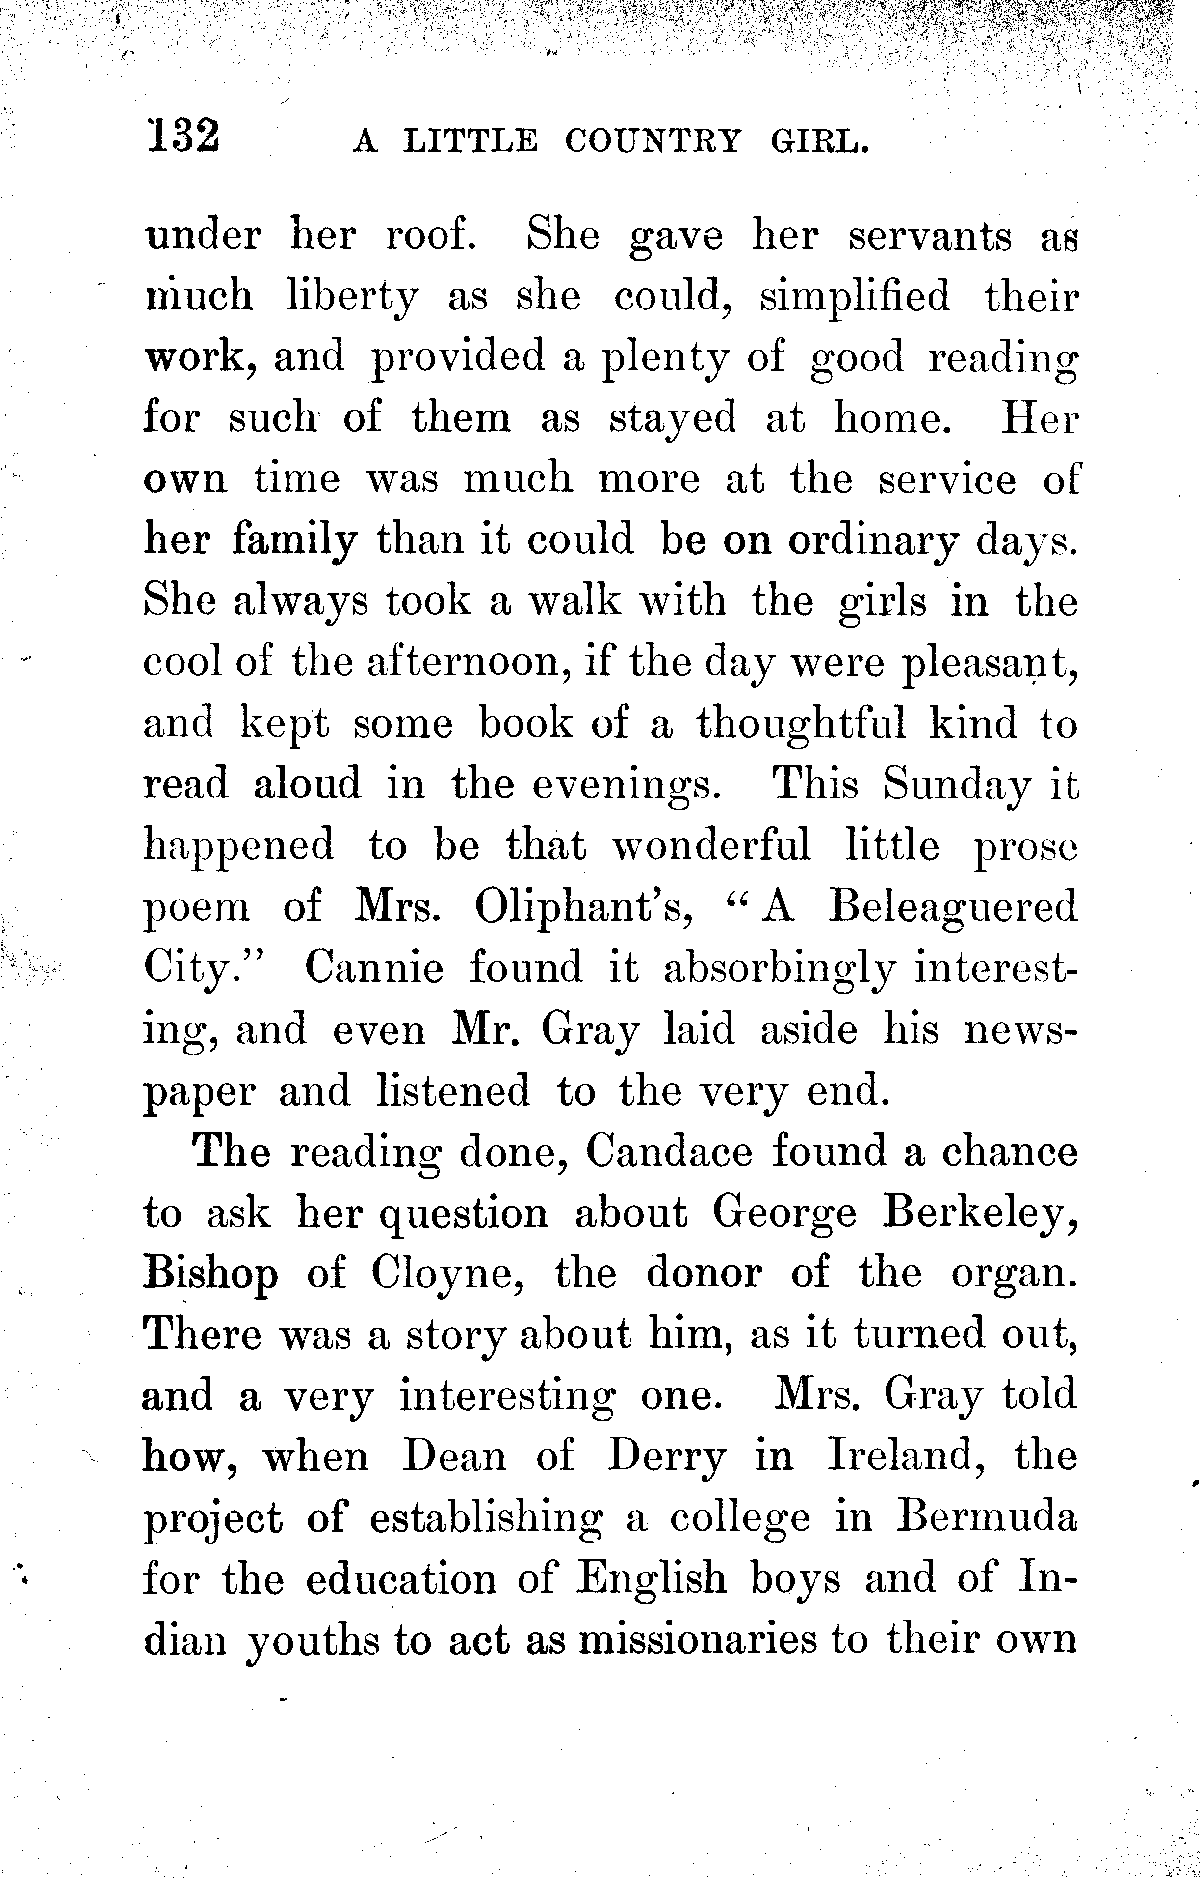 132 A LITTLE COUNTRY GIRL.
under her roof. She gave her servants as
much liberty as she could, simplified their
work, and provided a plenty of good reading
for such of them as stayed at home. Her
own time was much more at the service of
her family than it could be on ordinary days.
She always took a walk with the girls in the
cool of the afternoon, if the day were pleasant,
and kept some book of a thoughtful kind to
read aloud in the evenings. This Sunday it
happened to be that wonderful little prose
poem of Mrs. Oliphant's, “ A Beleaguered
City.” Cannie found it absorbingly interest-
ing, and even Mr. Gray laid aside his news-
paper and listened to the very end.
The reading done, Candace found a chance
to ask her question about George Berkeley,
Bishop of Cloyne, the donor of the organ.
There was a story about him, as it turned out,
and a very interesting one. Mrs. Gray told
how, when Dean of Derry in Ireland, the
project of establishing a college in Bermuda
for the education of English boys and of In-
dian youths to act as missionaries to their own